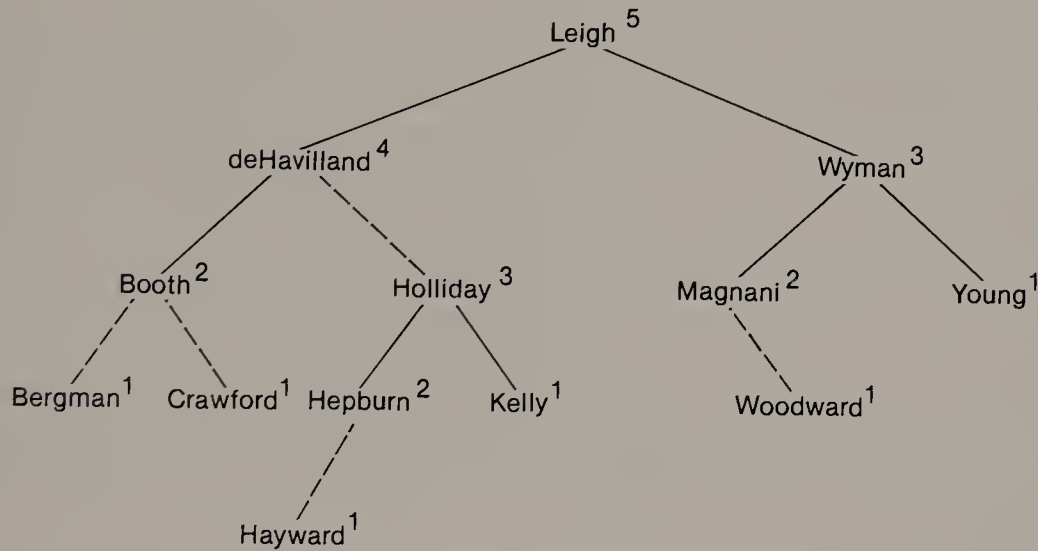 Leigh 5
deHavilland 4 Wyman 3
Booth 2 Holliday 3 Magnani 2 Young 1
Bergman 1 Crawford 1 Hepburn 2 Kelly 1 Woodward 1
Hayward 1